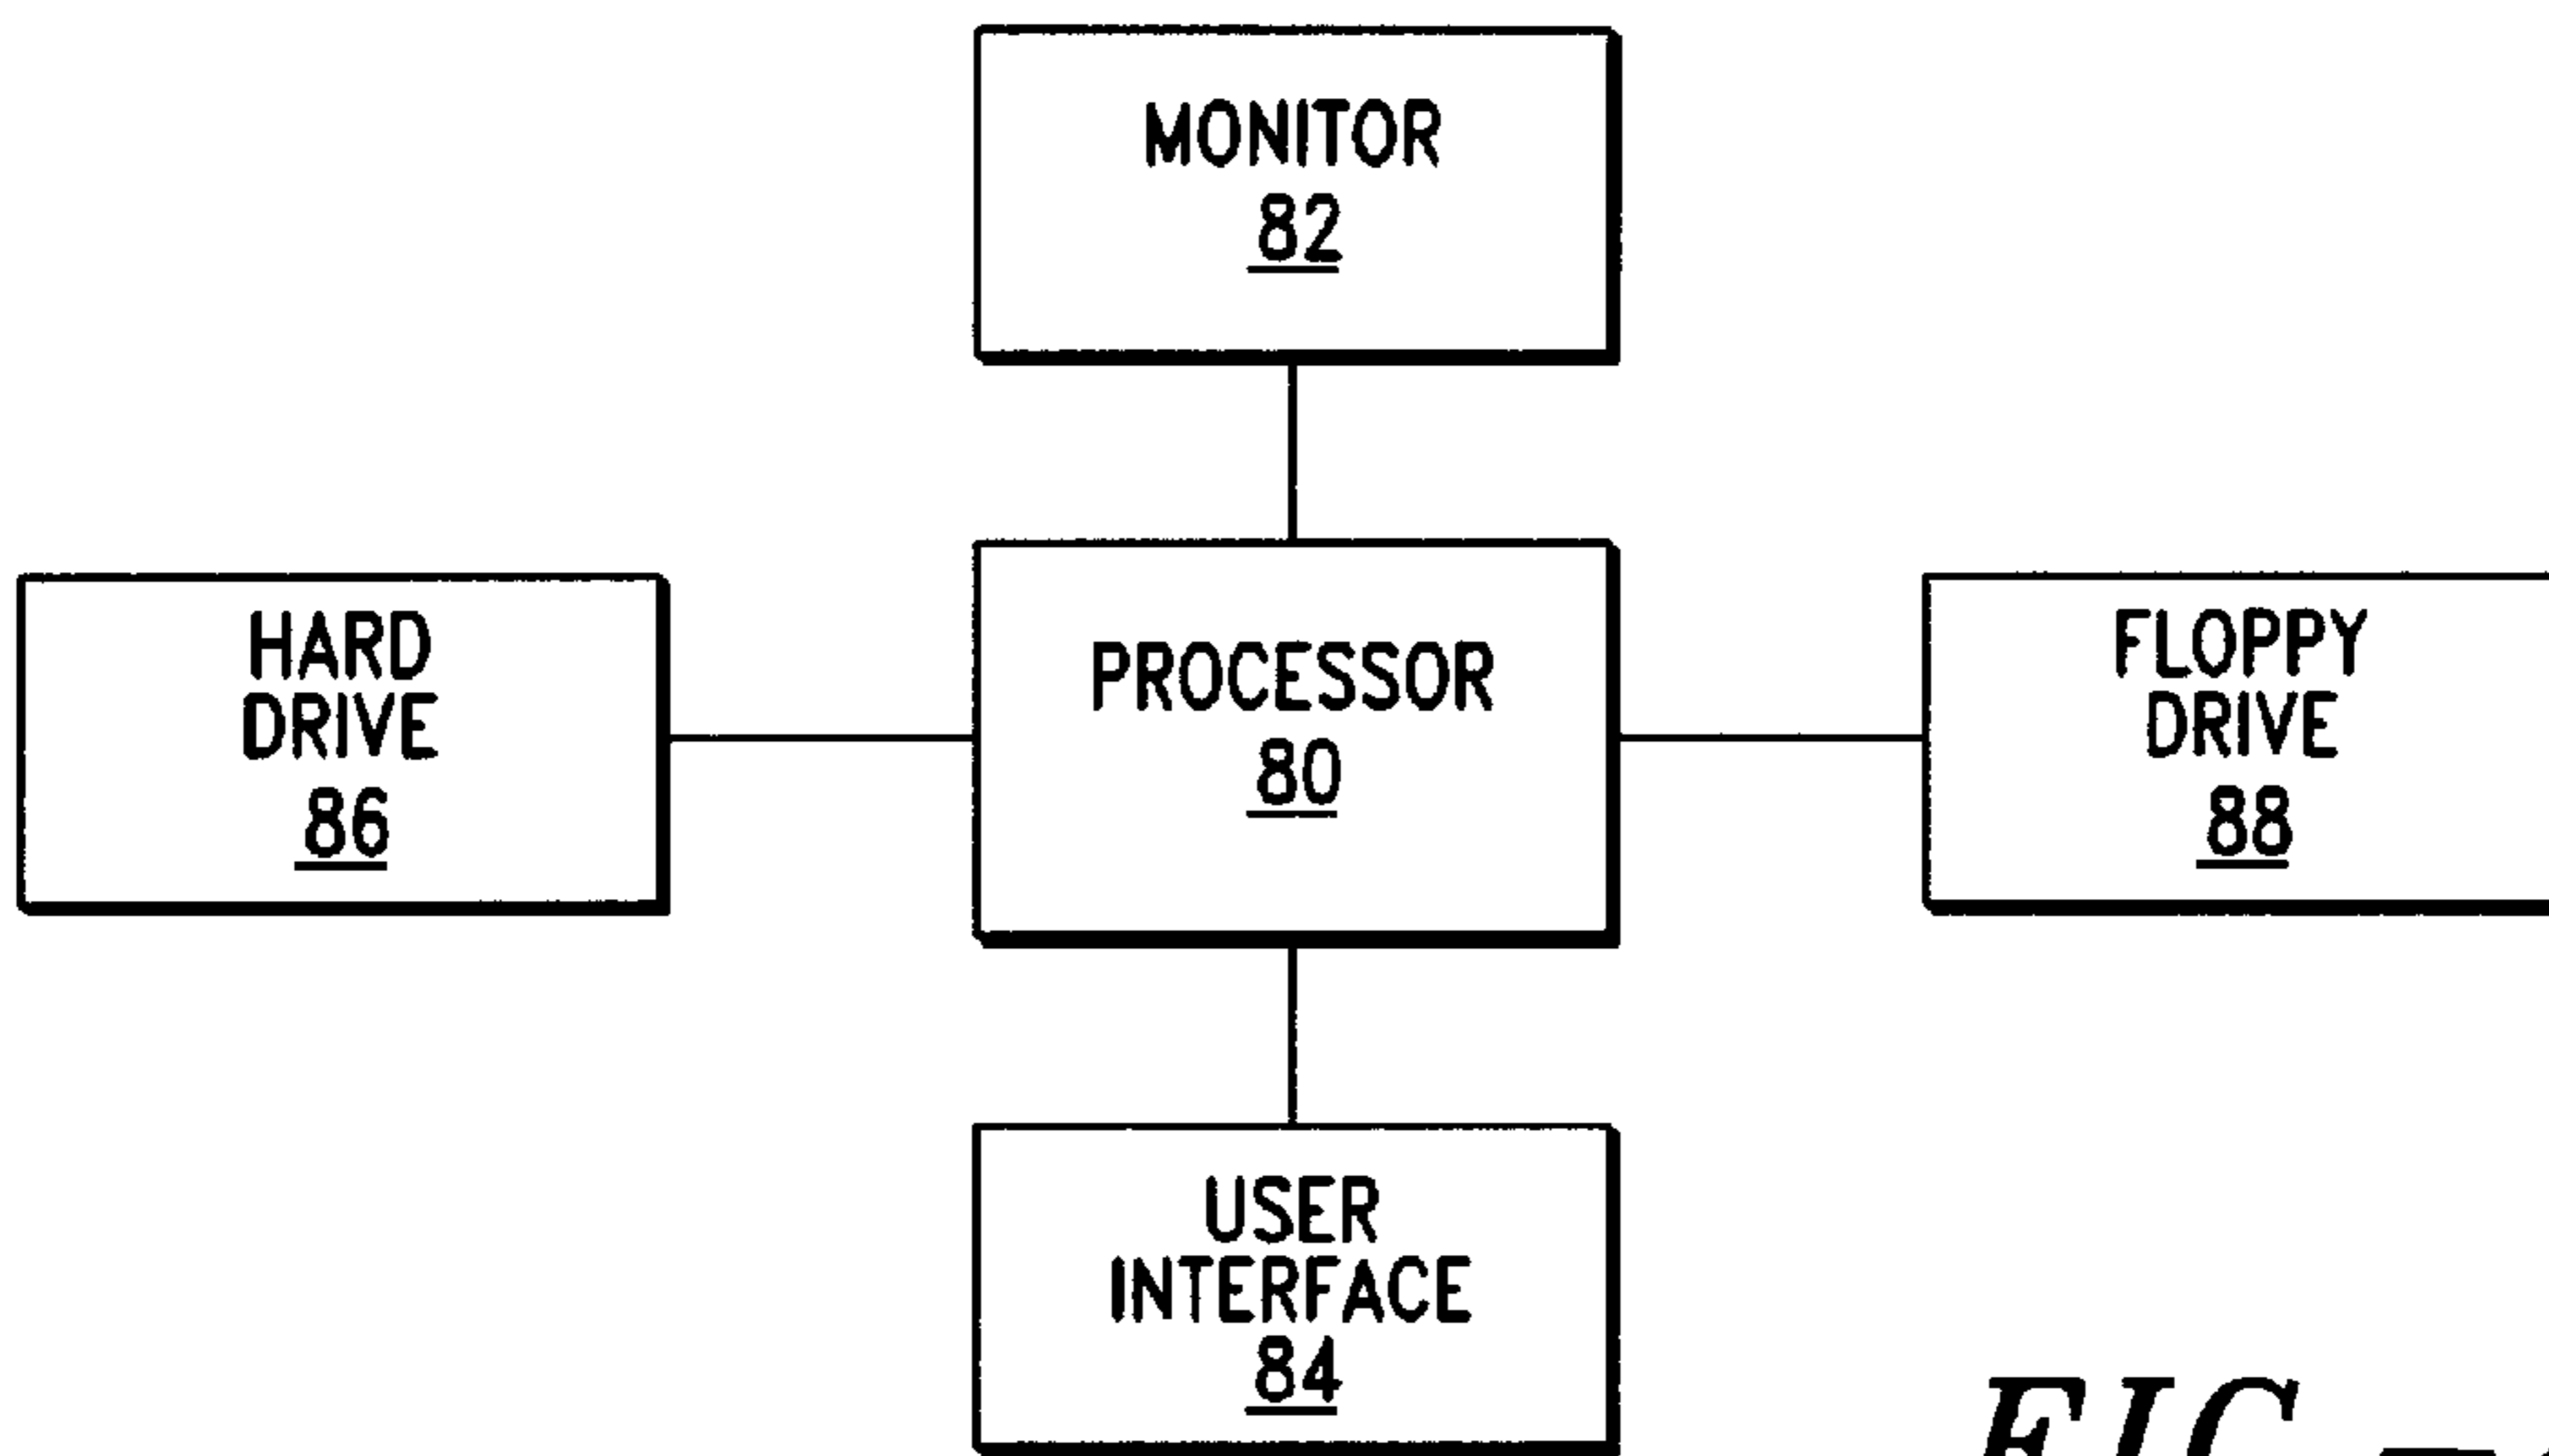 MONITOR
82
HARD
DRIVE
86
PROCESSOR
80
FLOPPY
DRIVE
88
USER
INTERFACE
84